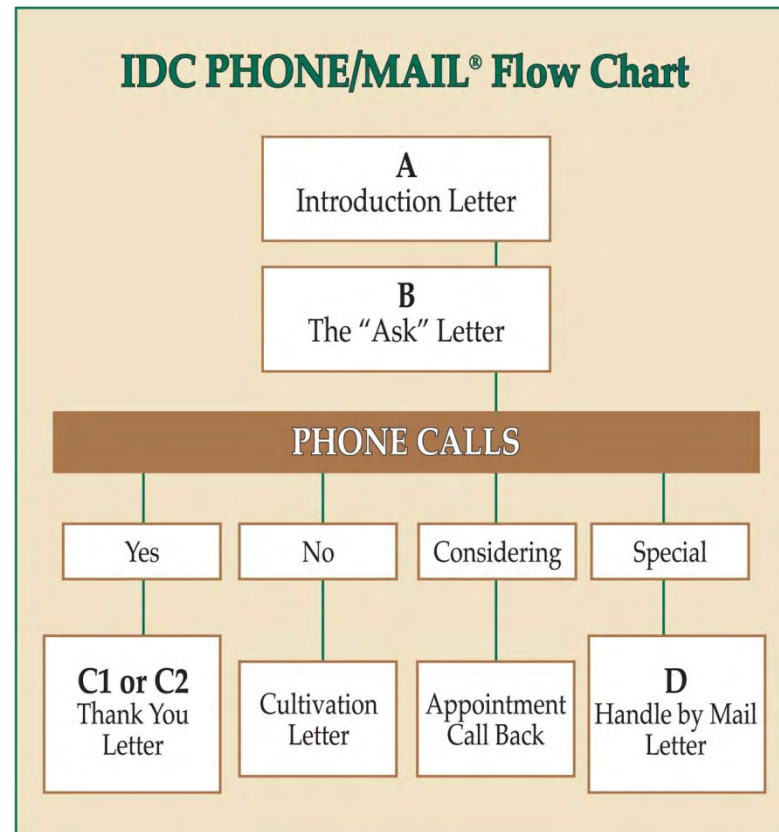 IDC PHONE/MAIL® Flow Chart
A
Introduction Letter
B
The “Ask” Letter
PHONE CALLS
Yes
No
Considering
Special
C1 or C2
Thank You
Letter
Cultivation
Letter
Appointment
Call Back
D
Handle by Mail
Letter